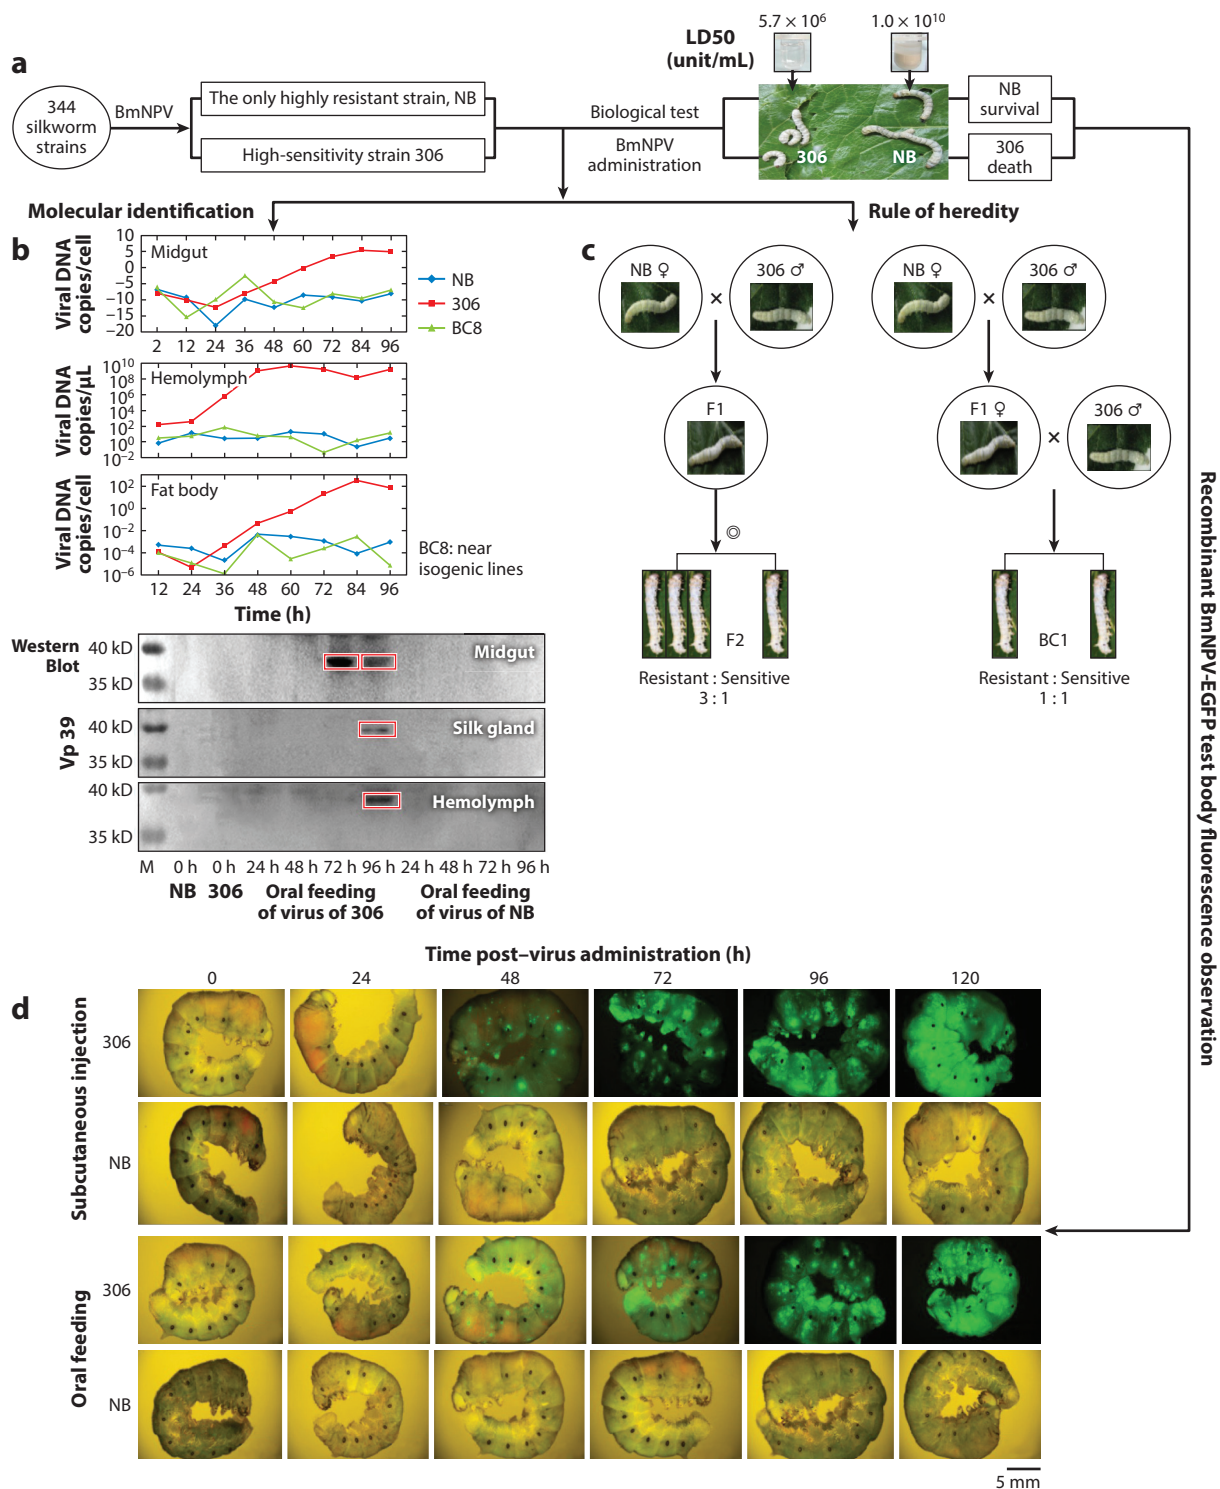 a
344
silkworm
strains
BmNPV
The only highly resistant strain, NB
High-sensitivity strain 306
Biological test
BmNPV
administration
LD50
(unit/mL)
5.7 × 10⁶
1.0 × 10¹⁰
306
NB
NB
survival
306
death
Molecular identification
Rule of heredity
b
Viral DNA
copies/cell
10
5
0
−5
−10
−15
−20
Midgut
2 12 24 36 48 60 72 84 96
NB
306
BC8
Viral DNA
copies/μL
10¹⁰
10⁸
10⁶
10⁴
10²
10⁰
10⁻²
Hemolymph
Viral DNA
copies/cell
10²
10⁰
10⁻²
10⁻⁴
10⁻⁶
Fat body
12 24 36 48 60 72 84 96
Time (h)
BC8: near
isogenic lines
Western
Blot
Vp 39
40 kD
35 kD
Midgut
40 kD
35 kD
Silk gland
40 kD
35 kD
Hemolymph
M 0 h 0 h 24 h 48 h 72 h 96 h 24 h 48 h 72 h 96 h
NB 306 Oral feeding
of virus of 306
Oral feeding
of virus of NB
c
NB ♀ × 306 ♂
F1
F2
Resistant : Sensitive
3 : 1
NB ♀ × 306 ♂
F1 ♀ × 306 ♂
BC1
Resistant : Sensitive
1 : 1
Recombinant BmNPV-EGFP test body fluorescence observation
d
Time post–virus administration (h)
0 24 48 72 96 120
Subcutaneous injection
306
NB
Oral feeding
306
NB
5 mm